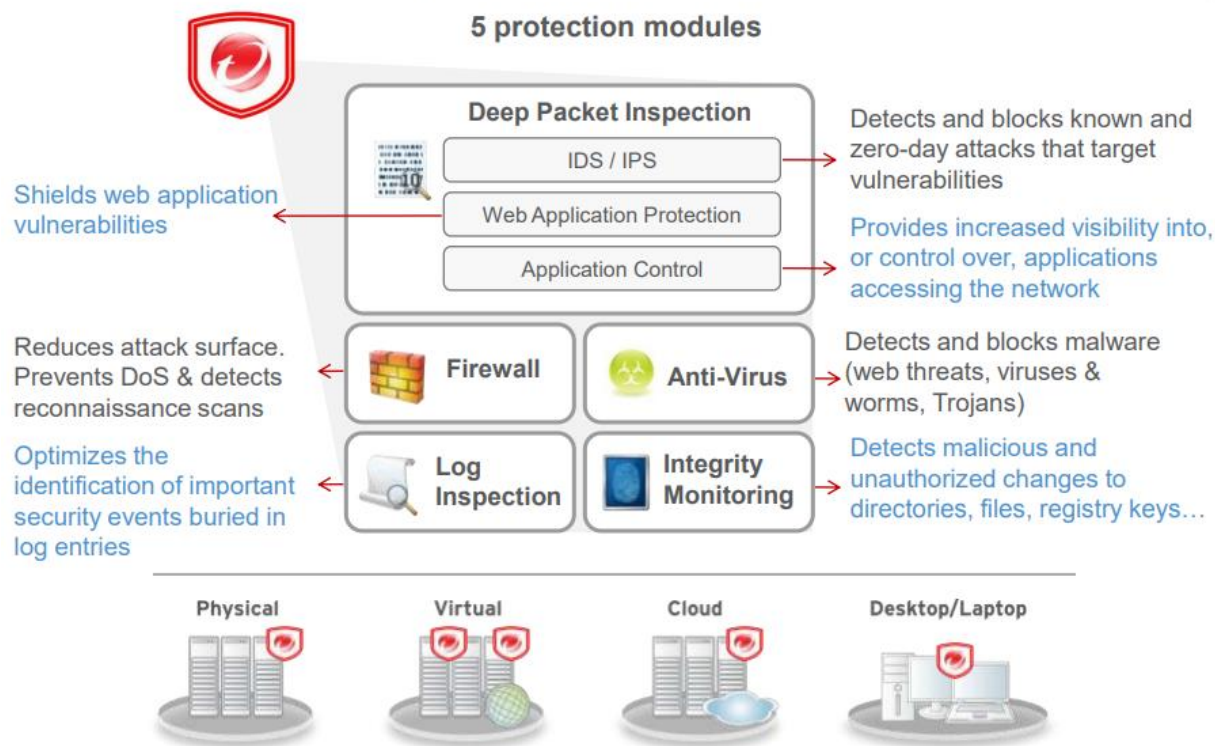 5 protection modules
Deep Packet Inspection
10
IDS / IPS
Detects and blocks known and
zero-day attacks that target
vulnerabilities
Shields web application
vulnerabilities
Web Application Protection
Application Control
Provides increased visibility into,
or control over, applications
accessing the network
Reduces attack surface.
Prevents DoS & detects
reconnaissance scans
Firewall
Anti-Virus
Detects and blocks malware
(web threats, viruses &
worms, Trojans)
Optimizes the
identification of important
security events buried in
log entries
Log
Inspection
Integrity
Monitoring
Detects malicious and
unauthorized changes to
directories, files, registry keys…
Physical
Virtual
Cloud
Desktop/Laptop